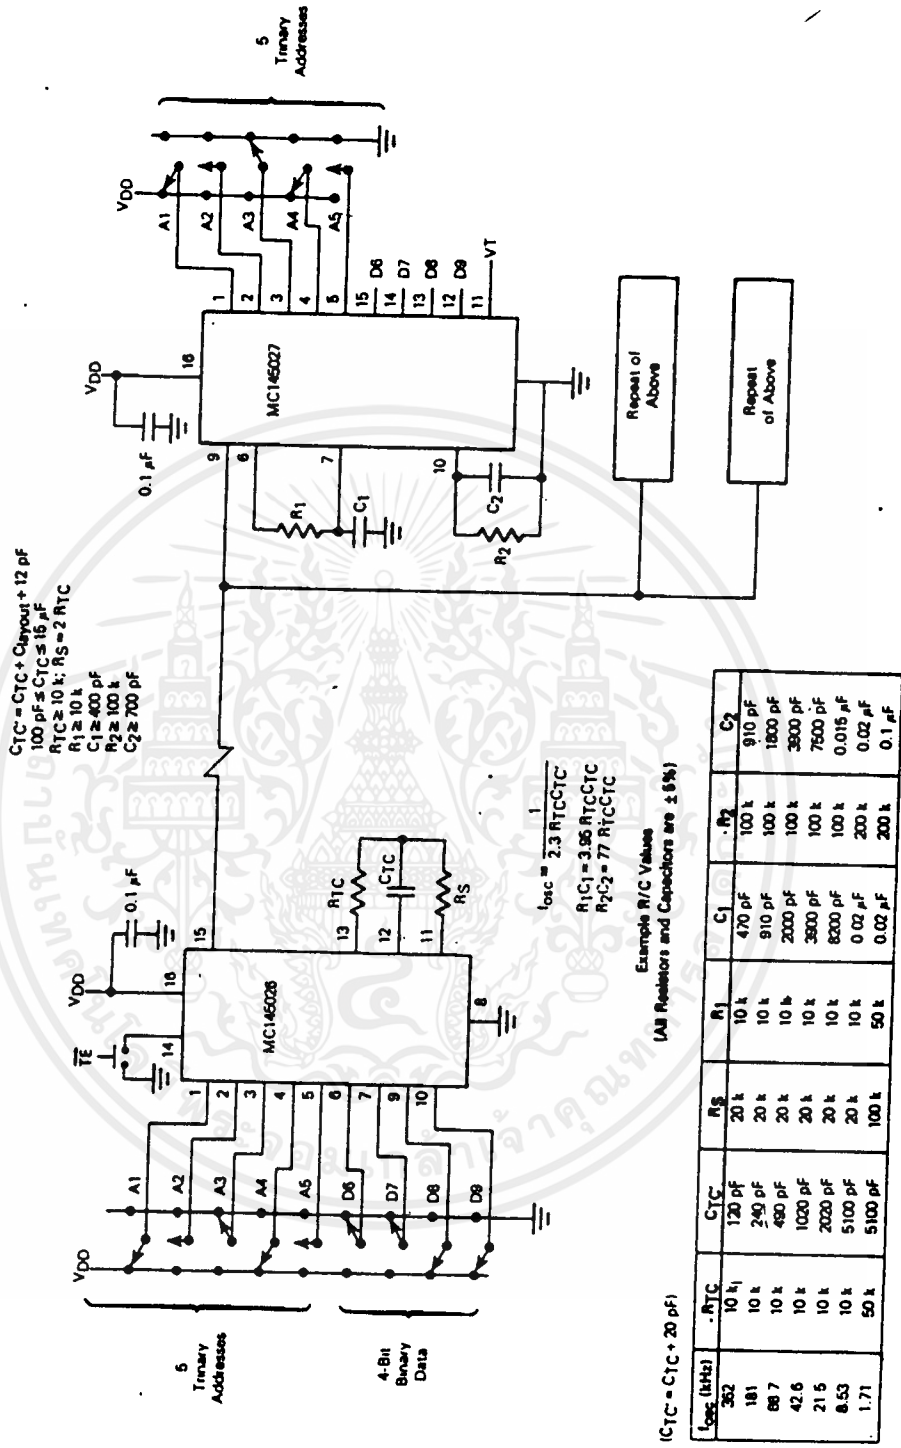 CTC' = CTC + Clayout + 12 pF
100 pF ≤ CTC ≤ 15 µF
RTC ≥ 10 k; RS = 2 RTC
R1 ≥ 10 k
C1 ≥ 400 pF
R2 ≥ 100 k
C2 ≥ 700 pF
VDD
TE
VDD
0.1 µF
14
16
15
MC145026
A1
A2
A3
A4
A5
D6
D7
D8
D9
1
2
3
4
5
6
7
9
10
13
12
11
8
RTC
CTC
RS
5
Trinary
Addresses
4-Bit
Binary
Data
VDD
0.1 µF
16
9
6
7
10
MC145027
R1
C1
R2
C2
1
2
3
4
5
15
14
13
12
11
D6
D7
D8
D9
VT
VDD
A1
A2
A3
A4
A5
5
Trinary
Addresses
Repeat of
Above
Repeat
of Above
fosc = 1 / 2.3 RTCCTC'
R1C1 = 3.95 RTCCTC
R2C2 = 77 RTCCTC
Example R/C Values
(All Resistors and Capacitors are ± 5%)
(CTC' = CTC + 20 pF)
fosc (kHz) RTC CTC' RS R1 C1 R2 C2
362 10 k 120 pF 20 k 10 k 470 pF 100 k 910 pF
181 10 k 240 pF 20 k 10 k 910 pF 100 k 1800 pF
88.7 10 k 490 pF 20 k 10 k 2000 pF 100 k 3900 pF
42.6 10 k 1020 pF 20 k 10 k 3900 pF 100 k 7500 pF
21.5 10 k 2020 pF 20 k 10 k 8200 pF 100 k 0.015 µF
8.53 10 k 5100 pF 20 k 10 k 0.02 µF 200 k 0.02 µF
1.71 50 k 5100 pF 100 k 50 k 0.02 µF 200 k 0.1 µF